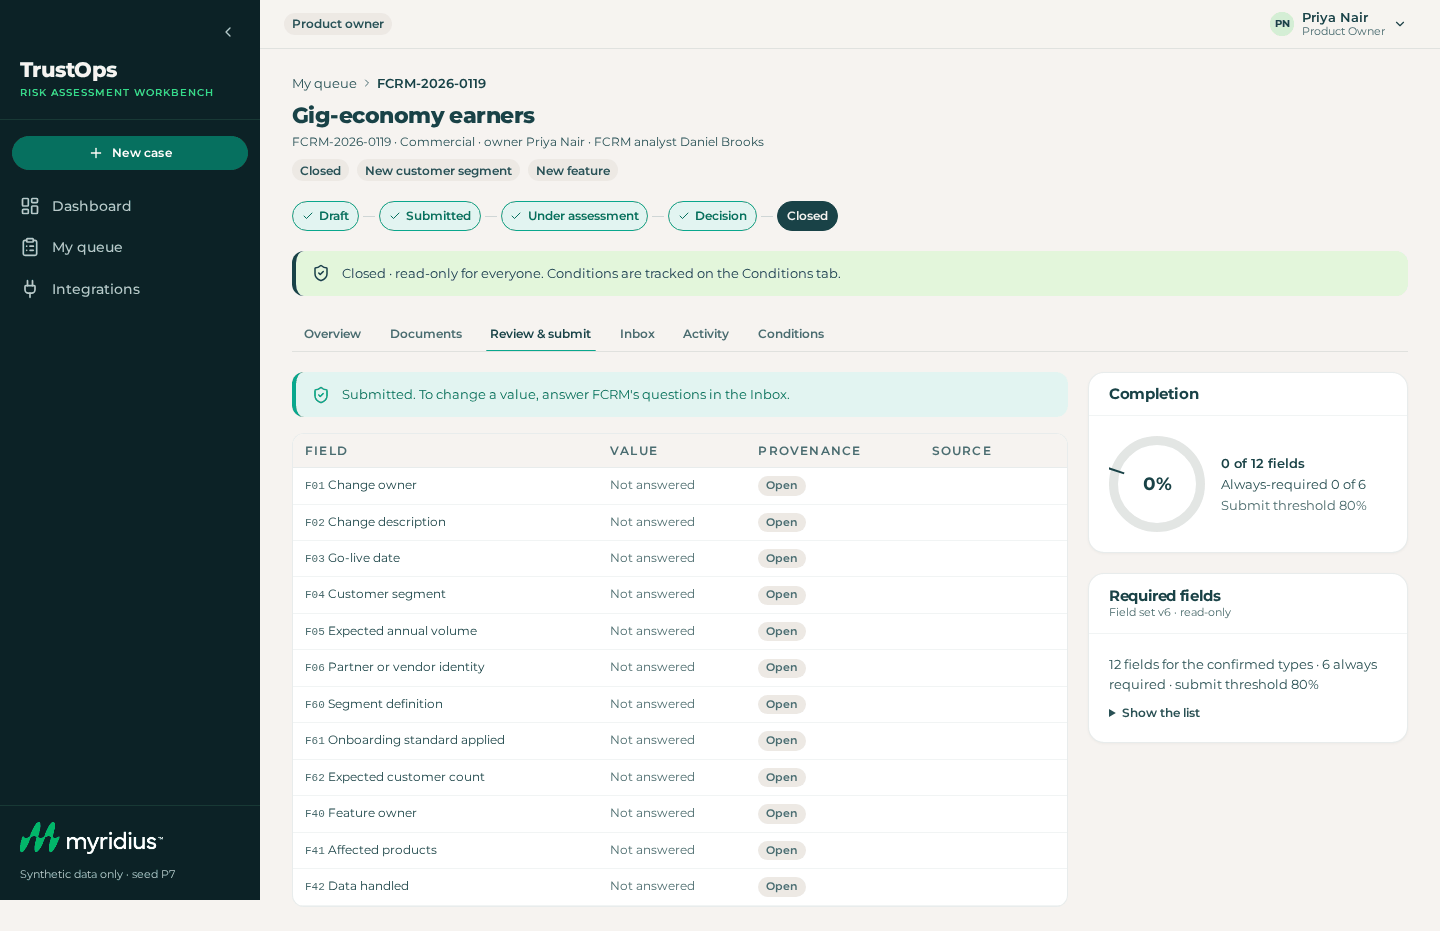 TrustOps
RISK ASSESSMENT WORKBENCH
New case
Dashboard
My queue
Integrations
myridius™
Synthetic data only · seed P7
Product owner
PN
Priya Nair
Product Owner
My queue > FCRM-2026-0119
Gig-economy earners
FCRM-2026-0119 · Commercial · owner Priya Nair · FCRM analyst Daniel Brooks
Closed New customer segment New feature
Draft Submitted Under assessment Decision Closed
Closed · read-only for everyone. Conditions are tracked on the Conditions tab.
Overview Documents Review & submit Inbox Activity Conditions
Submitted. To change a value, answer FCRM's questions in the Inbox.
FIELD VALUE PROVENANCE SOURCE
F01 Change owner Not answered Open
F02 Change description Not answered Open
F03 Go-live date Not answered Open
F04 Customer segment Not answered Open
F05 Expected annual volume Not answered Open
F06 Partner or vendor identity Not answered Open
F60 Segment definition Not answered Open
F61 Onboarding standard applied Not answered Open
F62 Expected customer count Not answered Open
F40 Feature owner Not answered Open
F41 Affected products Not answered Open
F42 Data handled Not answered Open
Completion
0%
0 of 12 fields
Always-required 0 of 6
Submit threshold 80%
Required fields
Field set v6 · read-only
12 fields for the confirmed types · 6 always
required · submit threshold 80%
Show the list